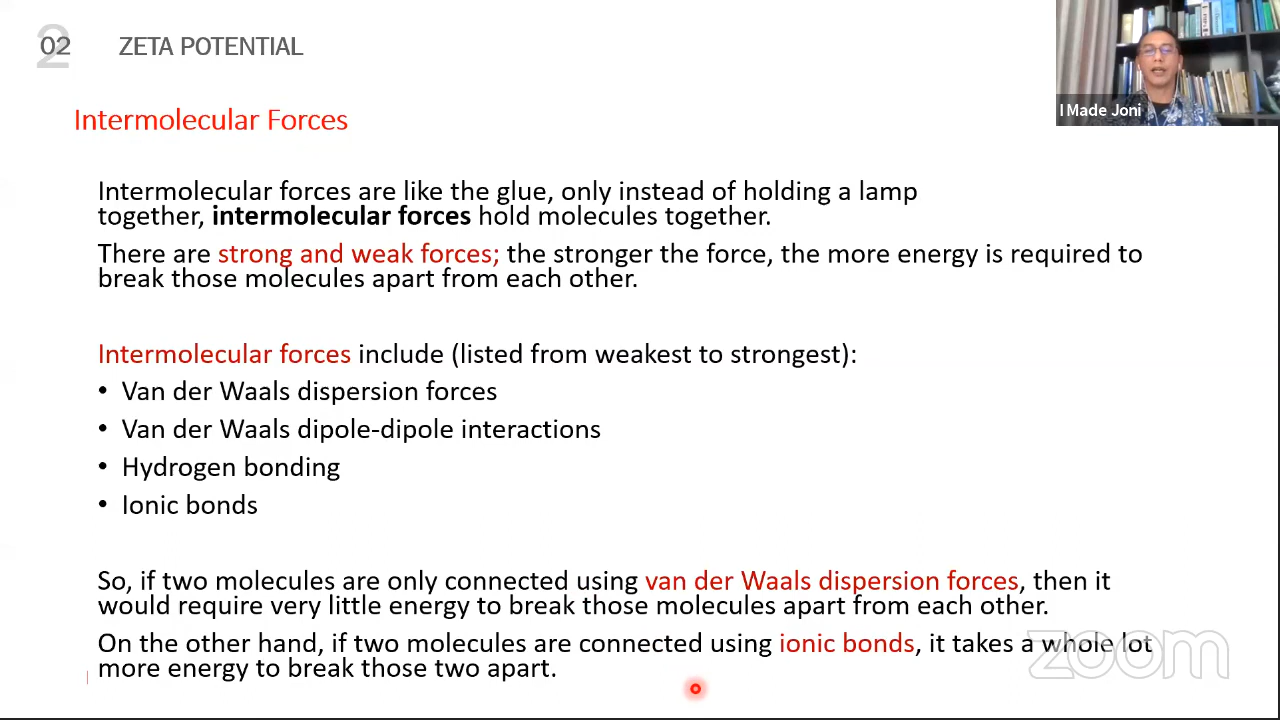 02 ZETA POTENTIAL
I Made Joni
Intermolecular Forces
Intermolecular forces are like the glue, only instead of holding a lamp
together, intermolecular forces hold molecules together.
There are strong and weak forces; the stronger the force, the more energy is required to
break those molecules apart from each other.
Intermolecular forces include (listed from weakest to strongest):
• Van der Waals dispersion forces
• Van der Waals dipole-dipole interactions
• Hydrogen bonding
• Ionic bonds
So, if two molecules are only connected using van der Waals dispersion forces, then it
would require very little energy to break those molecules apart from each other.
On the other hand, if two molecules are connected using ionic bonds, it takes a whole lot
more energy to break those two apart.
zoom